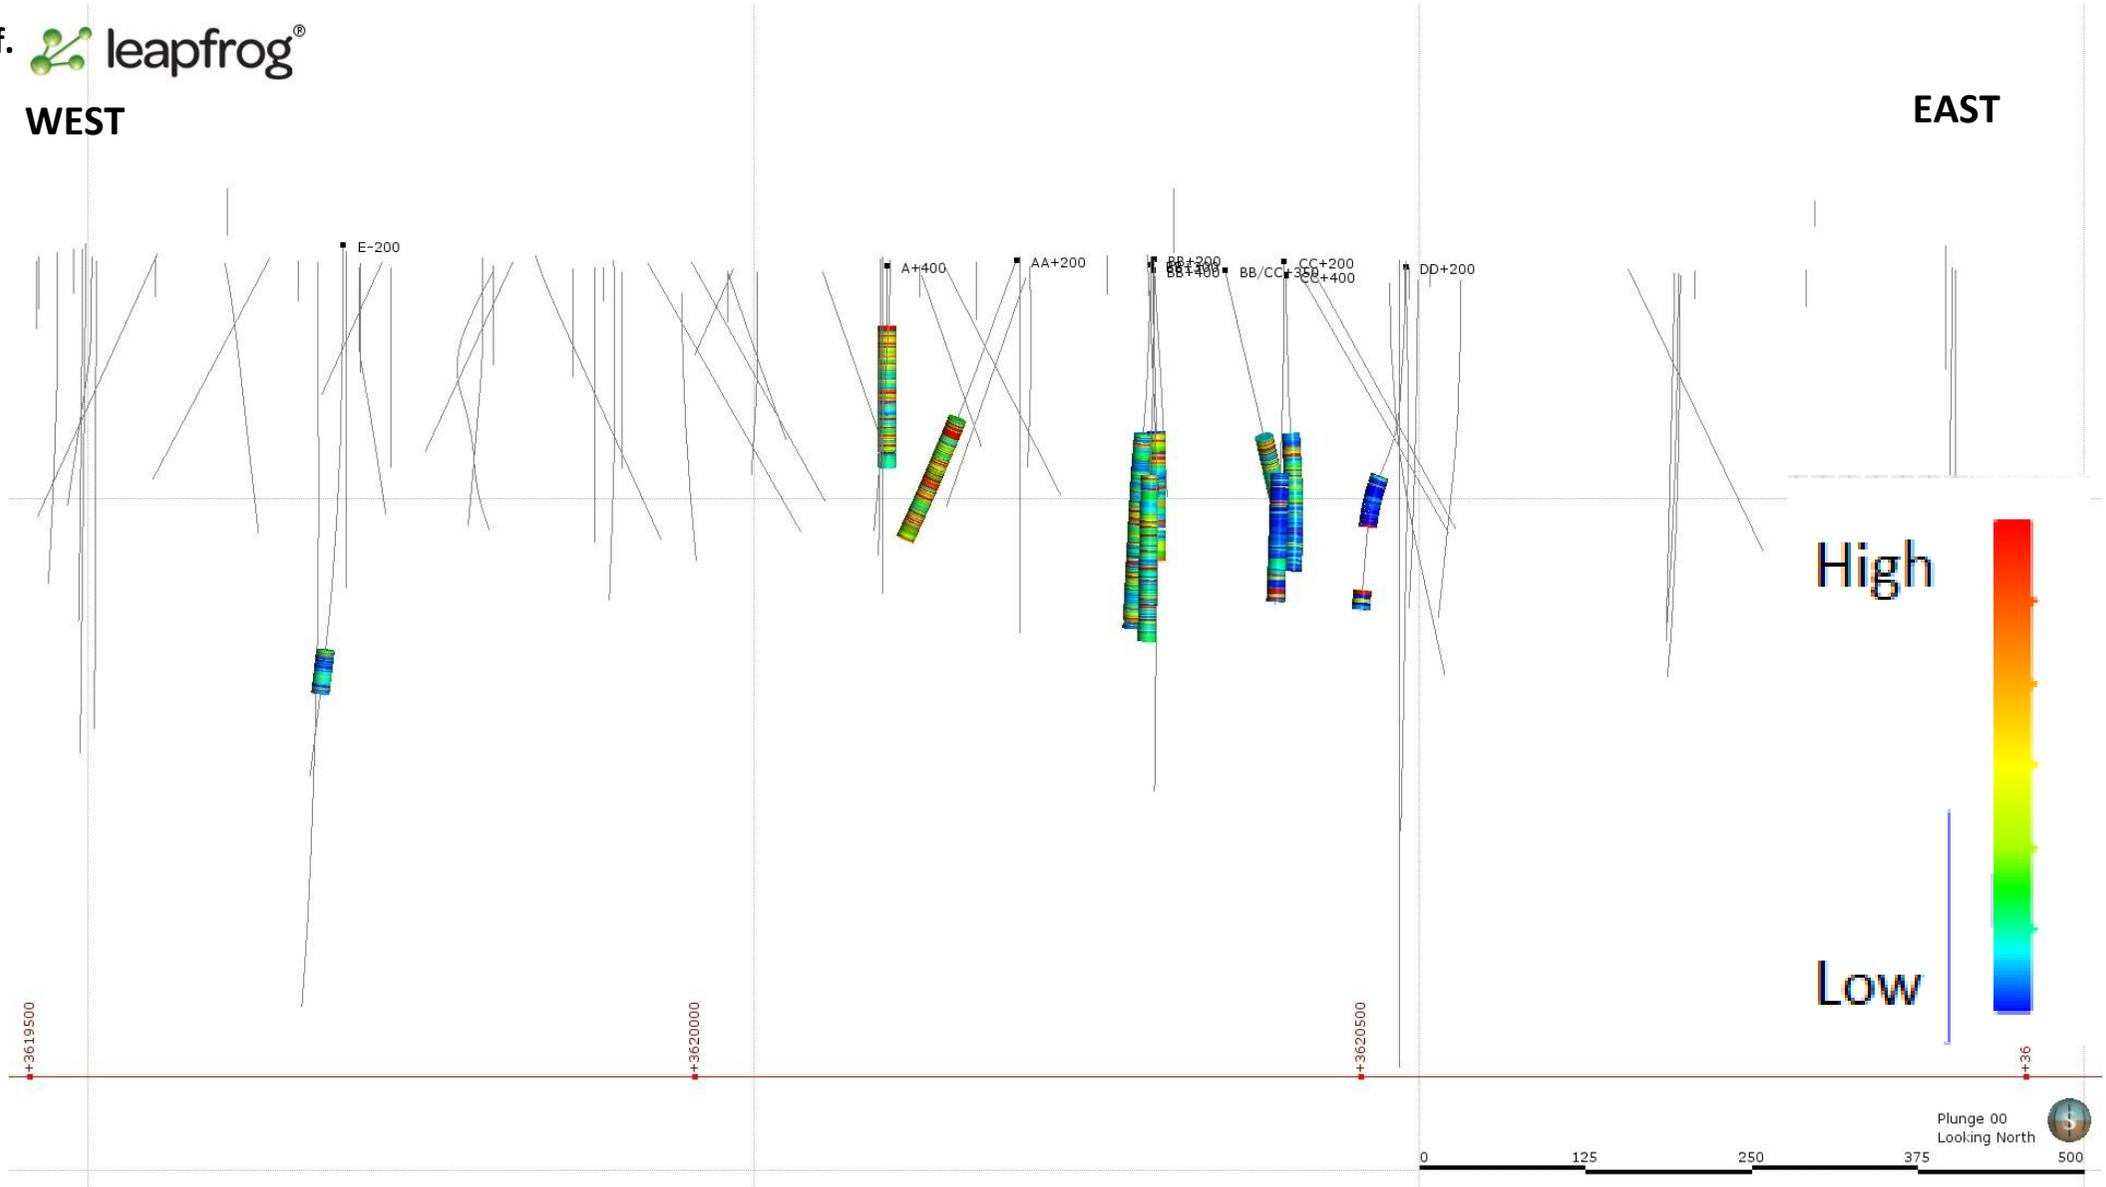 f.
leapfrog®
WEST
EAST
E-200
A+400
AA+200
BB+200
BB+400
BB/CC+350
CC+200
CC+400
DD+200
High
Low
+3619500
+3620000
+3620500
+36
Plunge 00
Looking North
S
0 125 250 375 500